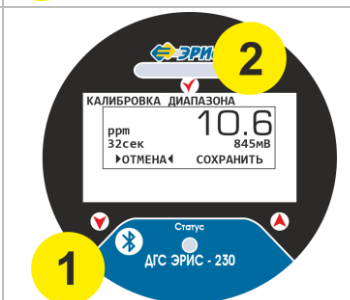 ЭРИС
2
КАЛИБРОВКА ДИАПАЗОНА
ppm 10.6
32сек 845мВ
►ОТМЕНА◄ СОХРАНИТЬ
Статус
1
ДГС ЭРИС - 230